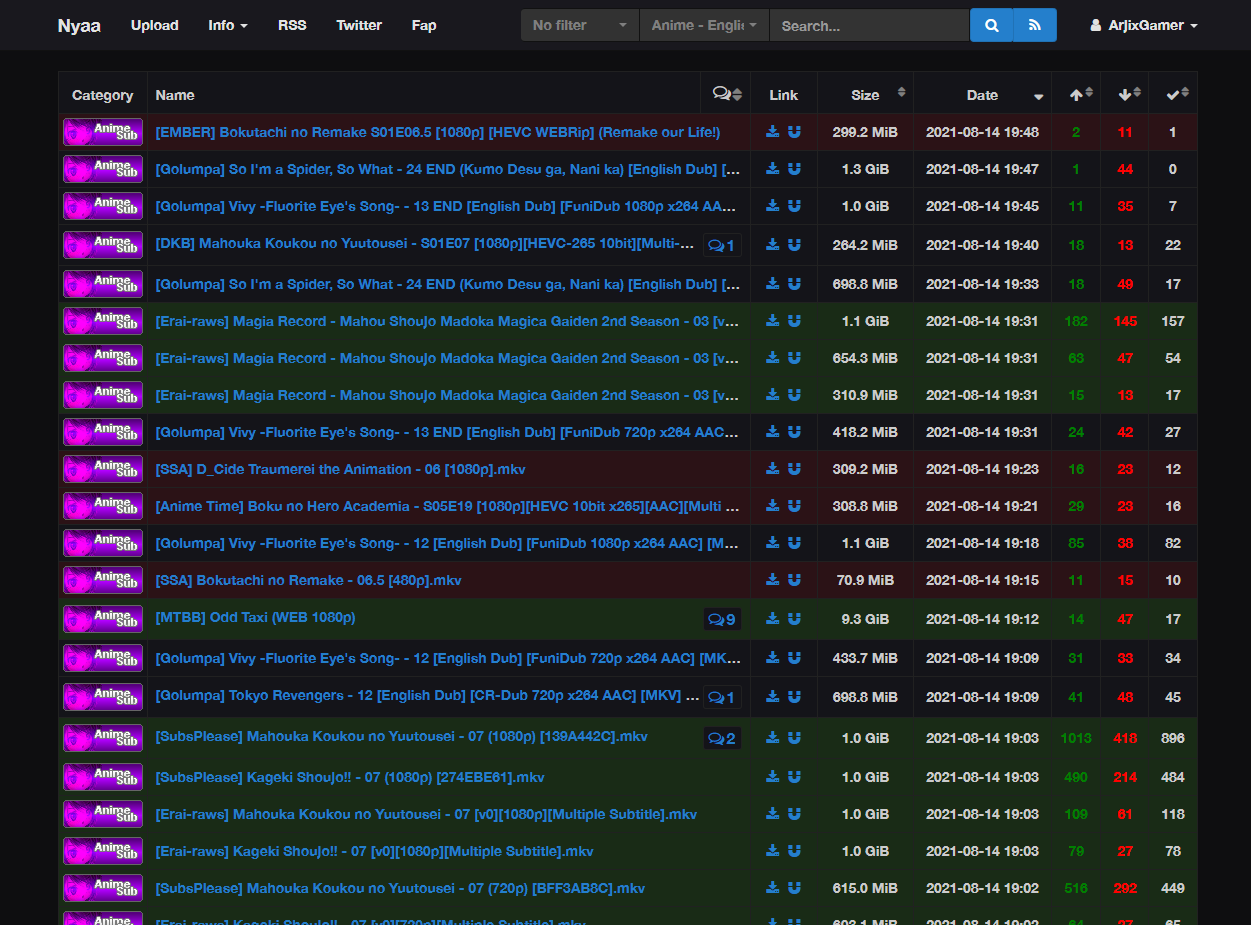 Nyaa Upload Info RSS Twitter Fap No filter Anime - Engli Search... ArJixGamer
Category Name Link Size Date
Anime Sub [EMBER] Bokutachi no Remake S01E06.5 [1080p] [HEVC WEBRip] (Remake our Life!) 299.2 MiB 2021-08-14 19:48 2 11 1
Anime Sub [Golumpa] So I'm a Spider, So What - 24 END (Kumo Desu ga, Nani ka) [English Dub] [... 1.3 GiB 2021-08-14 19:47 1 44 0
Anime Sub [Golumpa] Vivy -Fluorite Eye's Song- - 13 END [English Dub] [FuniDub 1080p x264 AA... 1.0 GiB 2021-08-14 19:45 11 35 7
Anime Sub [DKB] Mahouka Koukou no Yuutousei - S01E07 [1080p][HEVC-265 10bit][Multi-... 1 264.2 MiB 2021-08-14 19:40 18 13 22
Anime Sub [Golumpa] So I'm a Spider, So What - 24 END (Kumo Desu ga, Nani ka) [English Dub] [... 698.8 MiB 2021-08-14 19:33 18 49 17
Anime Sub [Erai-raws] Magia Record - Mahou Shoujo Madoka Magica Gaiden 2nd Season - 03 [v... 1.1 GiB 2021-08-14 19:31 182 145 157
Anime Sub [Erai-raws] Magia Record - Mahou Shoujo Madoka Magica Gaiden 2nd Season - 03 [v... 654.3 MiB 2021-08-14 19:31 63 47 54
Anime Sub [Erai-raws] Magia Record - Mahou Shoujo Madoka Magica Gaiden 2nd Season - 03 [v... 310.9 MiB 2021-08-14 19:31 15 13 17
Anime Sub [Golumpa] Vivy -Fluorite Eye's Song- - 13 END [English Dub] [FuniDub 720p x264 AAC... 418.2 MiB 2021-08-14 19:31 24 42 27
Anime Sub [SSA] D_Cide Traumerei the Animation - 06 [1080p].mkv 309.2 MiB 2021-08-14 19:23 16 23 12
Anime Sub [Anime Time] Boku no Hero Academia - S05E19 [1080p][HEVC 10bit x265][AAC][Multi ... 308.8 MiB 2021-08-14 19:21 29 23 16
Anime Sub [Golumpa] Vivy -Fluorite Eye's Song- - 12 [English Dub] [FuniDub 1080p x264 AAC] [M... 1.1 GiB 2021-08-14 19:18 85 38 82
Anime Sub [SSA] Bokutachi no Remake - 06.5 [480p].mkv 70.9 MiB 2021-08-14 19:15 11 15 10
Anime Sub [MTBB] Odd Taxi (WEB 1080p) 9 9.3 GiB 2021-08-14 19:12 14 47 17
Anime Sub [Golumpa] Vivy -Fluorite Eye's Song- - 12 [English Dub] [FuniDub 720p x264 AAC] [MK... 433.7 MiB 2021-08-14 19:09 31 33 34
Anime Sub [Golumpa] Tokyo Revengers - 12 [English Dub] [CR-Dub 720p x264 AAC] [MKV] ... 1 698.8 MiB 2021-08-14 19:09 41 48 45
Anime Sub [SubsPlease] Mahouka Koukou no Yuutousei - 07 (1080p) [139A442C].mkv 2 1.0 GiB 2021-08-14 19:03 1013 418 896
Anime Sub [SubsPlease] Kageki Shoujo!! - 07 (1080p) [274EBE61].mkv 1.0 GiB 2021-08-14 19:03 490 214 484
Anime Sub [Erai-raws] Mahouka Koukou no Yuutousei - 07 [v0][1080p][Multiple Subtitle].mkv 1.0 GiB 2021-08-14 19:03 109 61 118
Anime Sub [Erai-raws] Kageki Shoujo!! - 07 [v0][1080p][Multiple Subtitle].mkv 1.0 GiB 2021-08-14 19:03 79 27 78
Anime Sub [SubsPlease] Mahouka Koukou no Yuutousei - 07 (720p) [BFF3AB8C].mkv 615.0 MiB 2021-08-14 19:02 516 292 449
Anime [Erai-raws] Kageki Shoujo!! - 07 [v0][720p][Multiple Subtitle].mkv MiB 2021-08-14 19:02